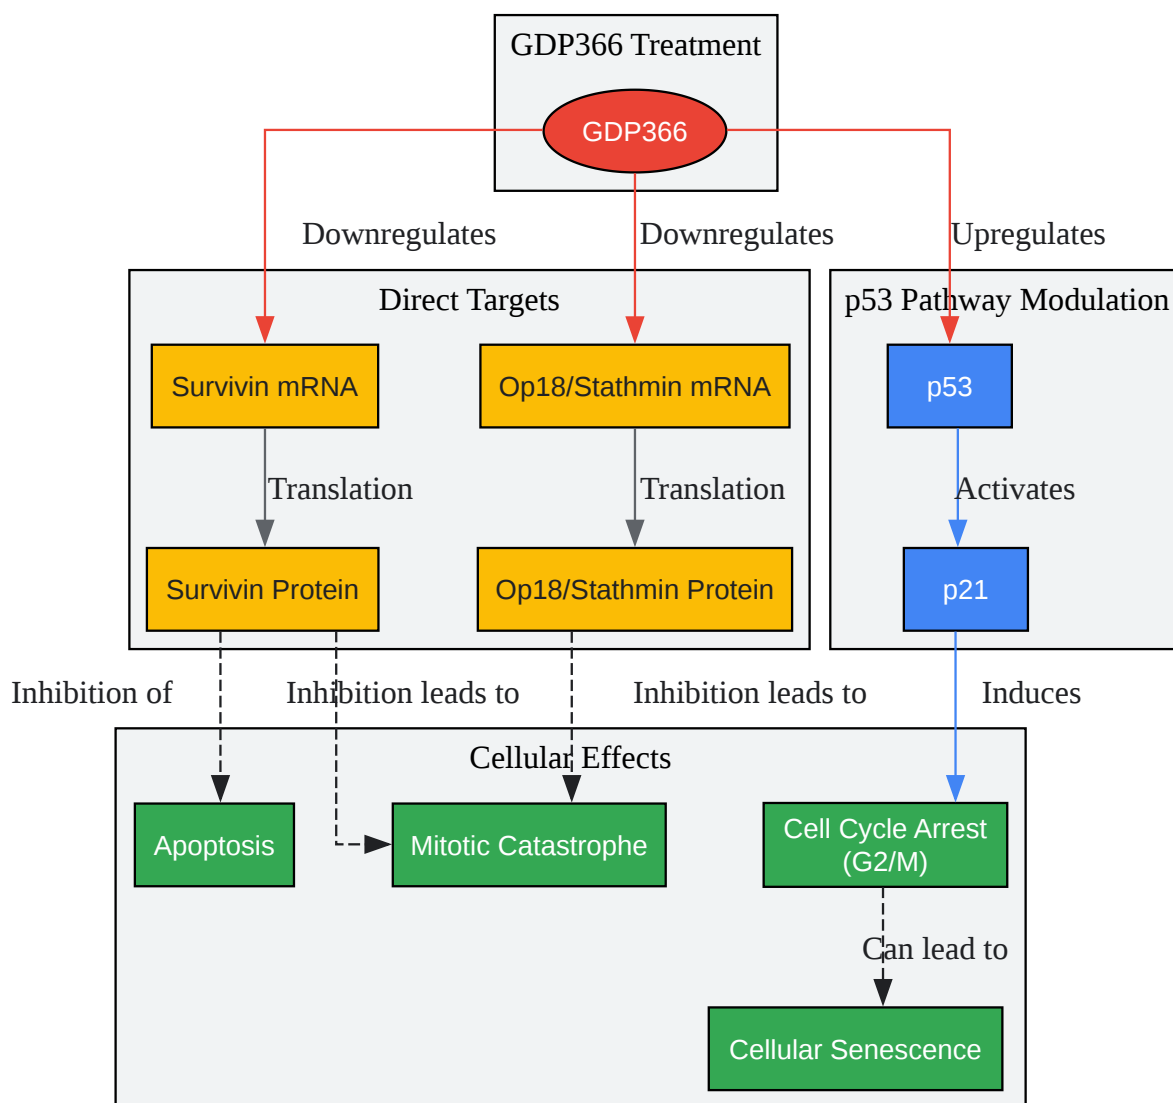 GDP366 Treatment
GDP366
Downregulates
Downregulates
Upregulates
Direct Targets
p53 Pathway Modulation
Survivin mRNA
Op18/Stathmin mRNA
p53
Translation
Translation
Activates
Survivin Protein
Op18/Stathmin Protein
p21
Inhibition of
Inhibition leads to
Inhibition leads to
Induces
Cellular Effects
Apoptosis
Mitotic Catastrophe
Cell Cycle Arrest
(G2/M)
Can lead to
Cellular Senescence